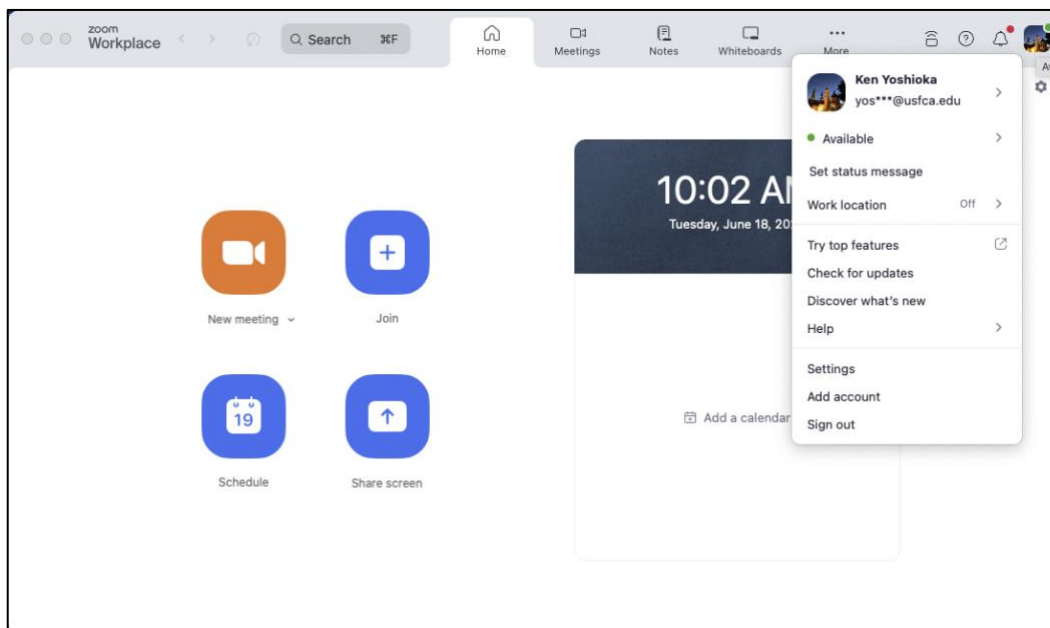 zoom
Workplace
Search ⌘F
Home
Meetings
Notes
Whiteboards
More
Ken Yoshioka
yos***@usfca.edu
Available
Set status message
Work location Off
Try top features
Check for updates
Discover what's new
Help
Settings
Add account
Sign out
10:02 A
Tuesday, June 18, 20
New meeting
Join
19
Schedule
Share screen
Add a calendar